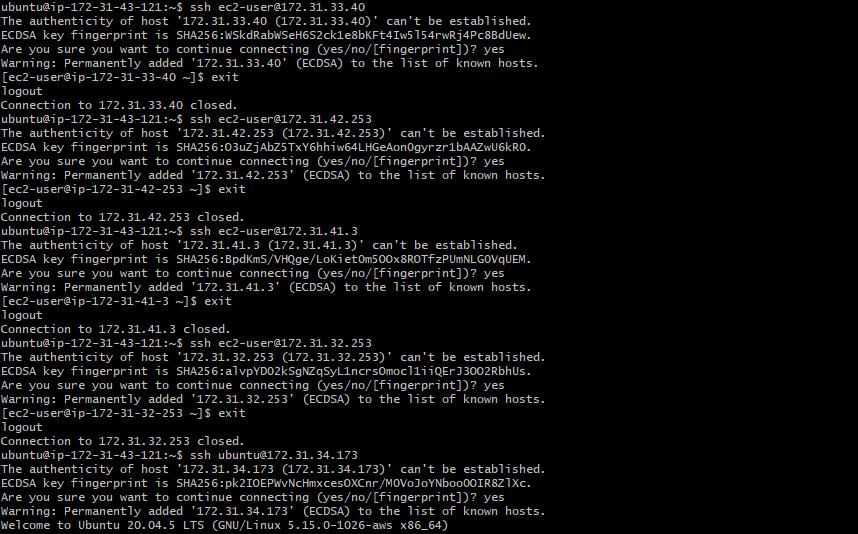 ubuntu@ip-172-31-43-121:~$ ssh ec2-user@172.31.33.40
The authenticity of host '172.31.33.40 (172.31.33.40)' can't be established.
ECDSA key fingerprint is SHA256:WSkdRabWSeH6S2ck1e8bKFt4Iw5l54rwRj4Pc8BdUew.
Are you sure you want to continue connecting (yes/no/[fingerprint])? yes
Warning: Permanently added '172.31.33.40' (ECDSA) to the list of known hosts.
[ec2-user@ip-172-31-33-40 ~]$ exit
logout
Connection to 172.31.33.40 closed.
ubuntu@ip-172-31-43-121:~$ ssh ec2-user@172.31.42.253
The authenticity of host '172.31.42.253 (172.31.42.253)' can't be established.
ECDSA key fingerprint is SHA256:O3uZjAbZ5TxY6hhiw64LHGeAonOgyrzr1bAAZwU6kR0.
Are you sure you want to continue connecting (yes/no/[fingerprint])? yes
Warning: Permanently added '172.31.42.253' (ECDSA) to the list of known hosts.
[ec2-user@ip-172-31-42-253 ~]$ exit
logout
Connection to 172.31.42.253 closed.
ubuntu@ip-172-31-43-121:~$ ssh ec2-user@172.31.41.3
The authenticity of host '172.31.41.3 (172.31.41.3)' can't be established.
ECDSA key fingerprint is SHA256:BpdKmS/VHQge/LoKietOm5OOx8ROTfzPUmNLGOVqUEM.
Are you sure you want to continue connecting (yes/no/[fingerprint])? yes
Warning: Permanently added '172.31.41.3' (ECDSA) to the list of known hosts.
[ec2-user@ip-172-31-41-3 ~]$ exit
logout
Connection to 172.31.41.3 closed.
ubuntu@ip-172-31-43-121:~$ ssh ec2-user@172.31.32.253
The authenticity of host '172.31.32.253 (172.31.32.253)' can't be established.
ECDSA key fingerprint is SHA256:alvpYDO2kSgNZqSyL1ncrsOmocl1iiQErJ3OO2RbhUs.
Are you sure you want to continue connecting (yes/no/[fingerprint])? yes
Warning: Permanently added '172.31.32.253' (ECDSA) to the list of known hosts.
[ec2-user@ip-172-31-32-253 ~]$ exit
logout
Connection to 172.31.32.253 closed.
ubuntu@ip-172-31-43-121:~$ ssh ubuntu@172.31.34.173
The authenticity of host '172.31.34.173 (172.31.34.173)' can't be established.
ECDSA key fingerprint is SHA256:pk2IOEPWvNcHmxcesOXCnr/MOVoJoYNbooOOIR8ZlXc.
Are you sure you want to continue connecting (yes/no/[fingerprint])? yes
Warning: Permanently added '172.31.34.173' (ECDSA) to the list of known hosts.
Welcome to Ubuntu 20.04.5 LTS (GNU/Linux 5.15.0-1026-aws x86_64)